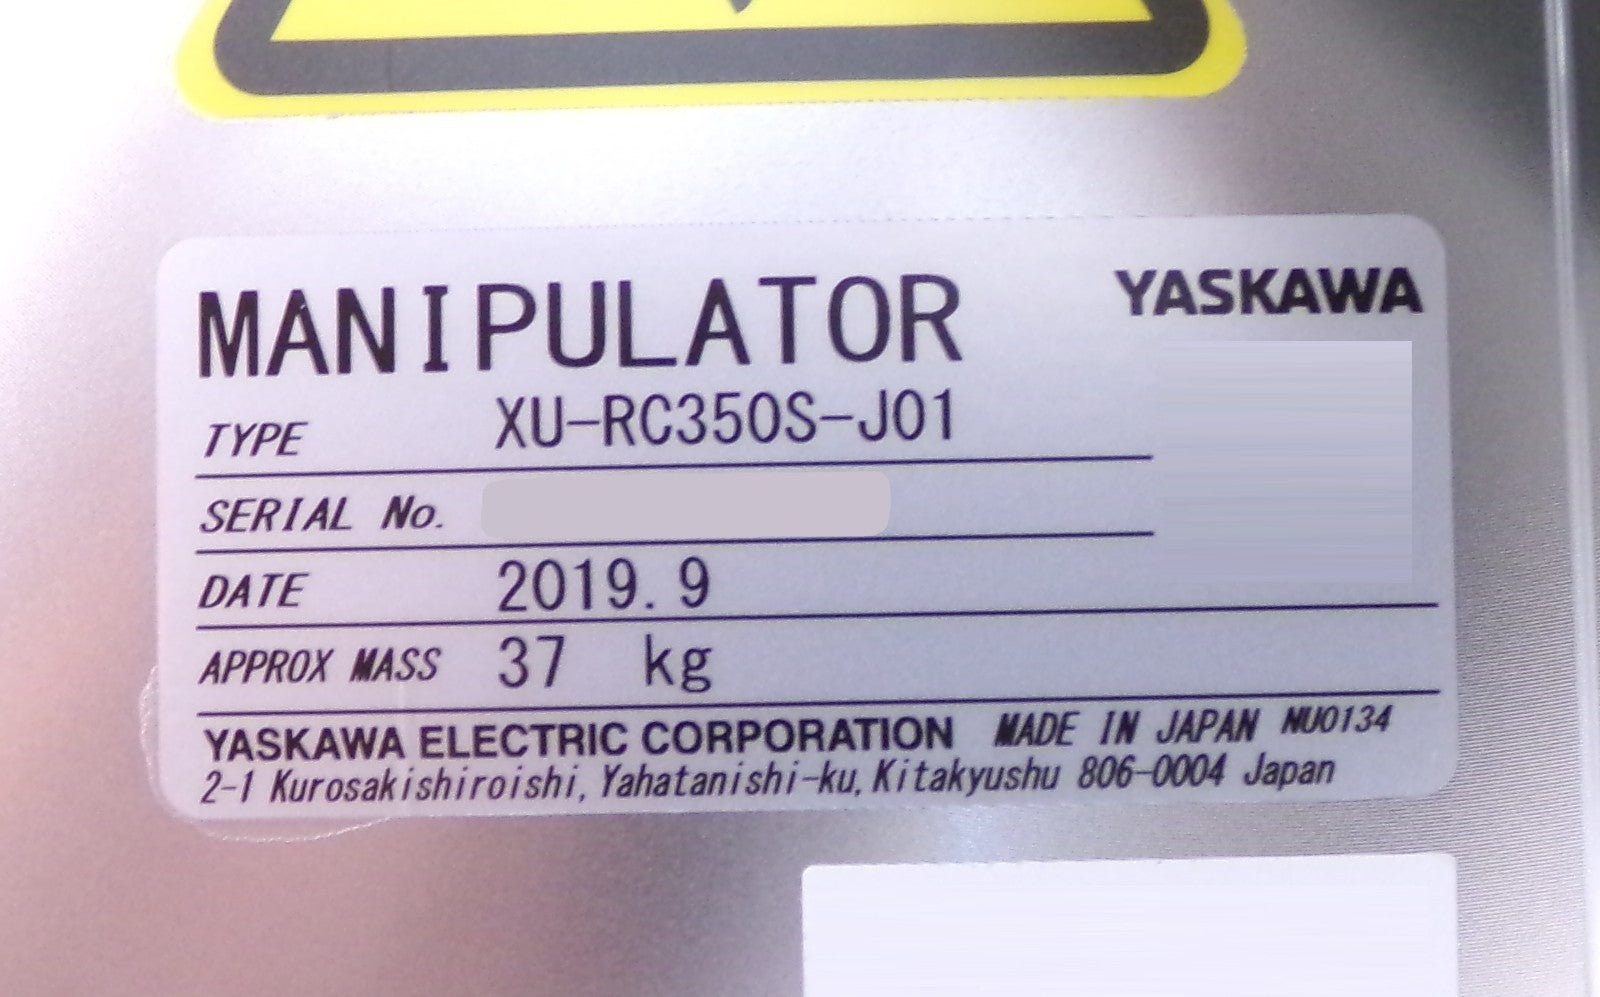 MANIPULATOR YASKAWA
TYPE XU-RC350S-J01
SERIAL No.
DATE 2019.9
APPROX MASS 37 kg
YASKAWA ELECTRIC CORPORATION MADE IN JAPAN NU0134
2-1 Kurosakishiroishi, Yahatanishi-ku, Kitakyushu 806-0004 Japan